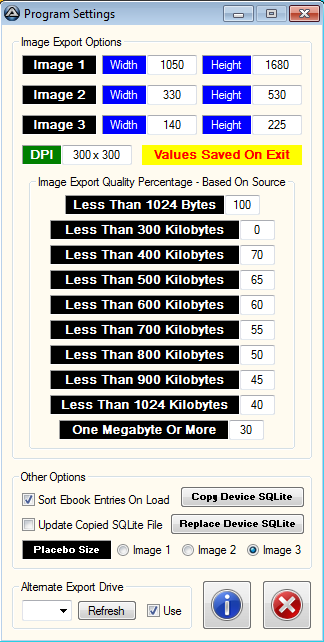 Program Settings
Image Export Options
Image 1 Width 1050 Height 1680
Image 2 Width 330 Height 530
Image 3 Width 140 Height 225
DPI 300 x 300 Values Saved On Exit
Image Export Quality Percentage - Based On Source
Less Than 1024 Bytes 100
Less Than 300 Kilobytes 0
Less Than 400 Kilobytes 70
Less Than 500 Kilobytes 65
Less Than 600 Kilobytes 60
Less Than 700 Kilobytes 55
Less Than 800 Kilobytes 50
Less Than 900 Kilobytes 45
Less Than 1024 Kilobytes 40
One Megabyte Or More 30
Other Options
Sort Ebook Entries On Load Copy Device SQLite
Update Copied SQLite File Replace Device SQLite
Placebo Size Image 1 Image 2 Image 3
Alternate Export Drive
Refresh Use